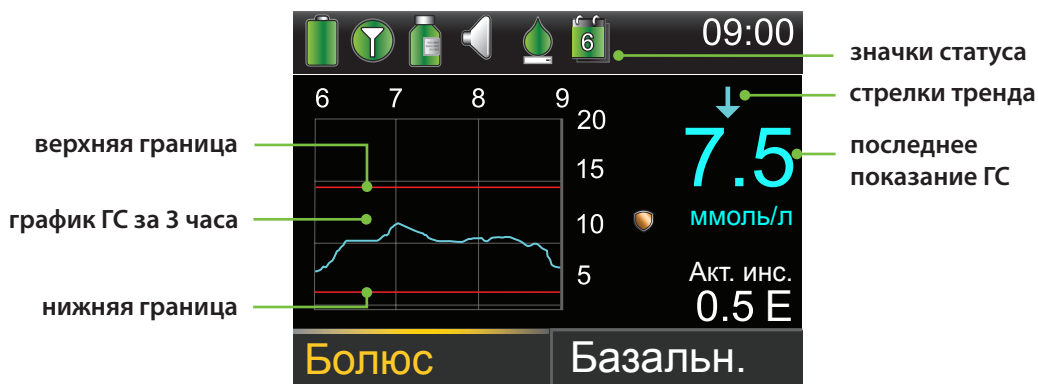 6
09:00
значки статуса
стрелки тренда
последнее
показание ГС
верхняя граница
график ГС за 3 часа
нижняя граница
6 7 8 9
20
15
10
5
7.5
ммоль/л
Акт. инс.
0.5 Е
Болюс
Базальн.